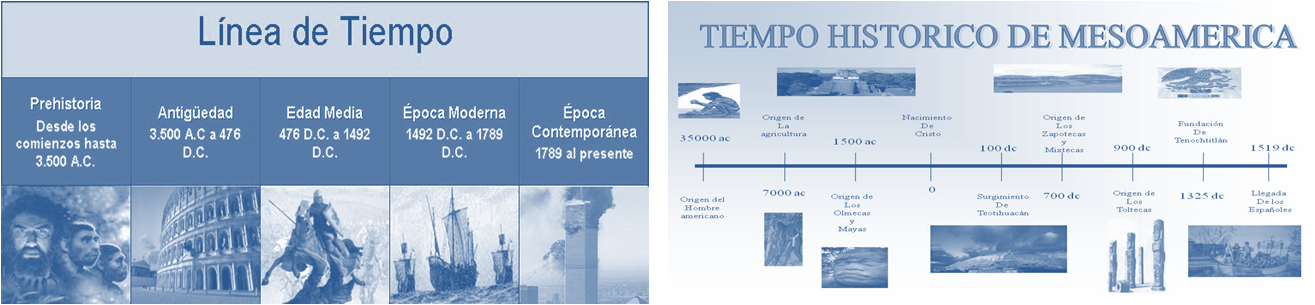 Línea de Tiempo
Prehistoria
Desde los
comienzos hasta
3.500 A.C.
Antigüedad
3.500 A.C a 476
D.C.
Edad Media
476 D.C. a 1492
D.C.
Época Moderna
1492 D.C. a 1789
D.C.
Época
Contemporánea
1789 al presente
TIEMPO HISTORICO DE MESOAMERICA
35000 ac
Origen del
Hombre
americano
Origen de
La
agricultura
7000 ac
1500 ac
Origen de
Los
Olmecas
y
Mayas
Nacimiento
De
Cristo
0
100 dc
Surgimiento
De
Teotihuacán
Origen de
Los
Zapotecas
y
Mixtecas
700 dc
900 dc
Origen de
Los
Toltecas
Fundación
De
Tenochtitlán
1325 dc
1519 dc
Llegada
De los
Españoles